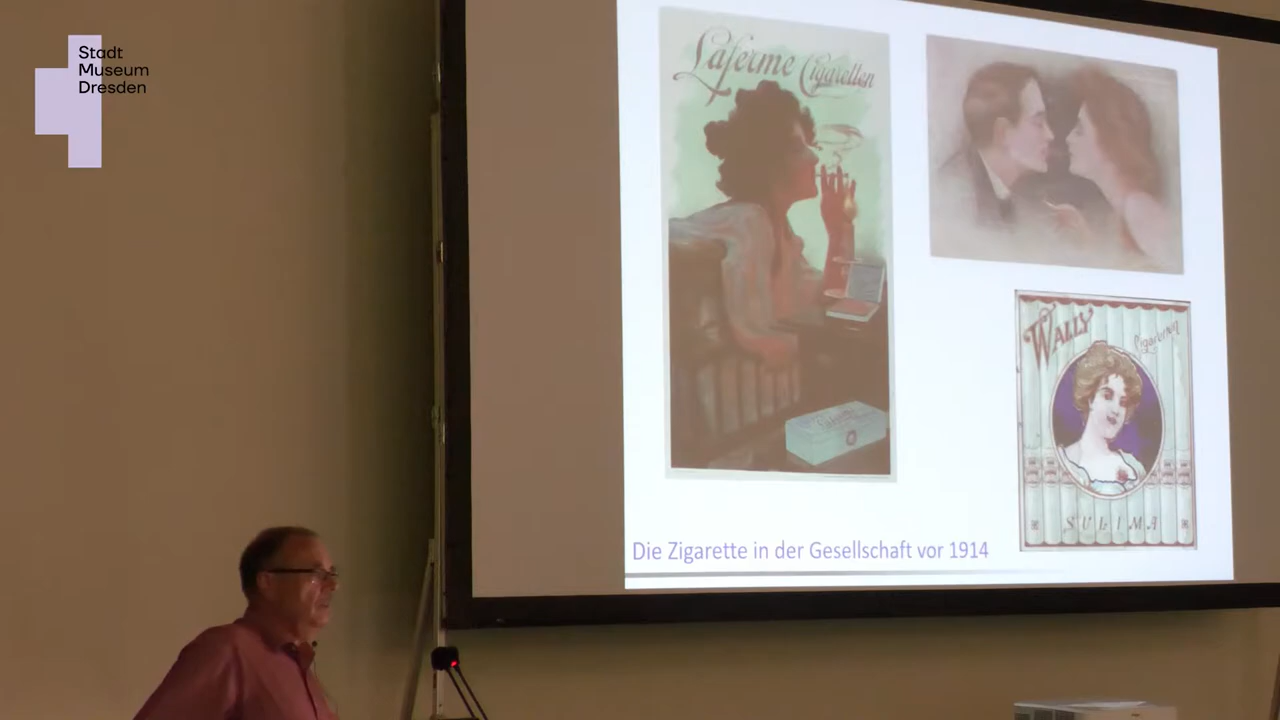 Stadt
Museum
Dresden
Laferme Cigaretten
WALLY
Cigaretten
SULIMA
Die Zigarette in der Gesellschaft vor 1914